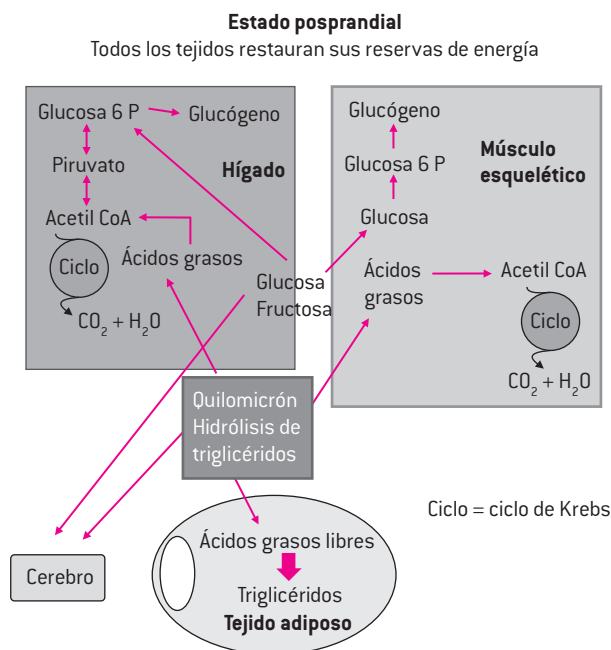 Estado posprandial
Todos los tejidos restauran sus reservas de energía
Glucosa 6 P
Glucógeno
Piruvato
Hígado
Acetil CoA
Ácidos grasos
Ciclo
CO₂ + H₂O
Glucosa
Fructosa
Glucógeno
Glucosa 6 P
Músculo
esquelético
Glucosa
Ácidos
grasos
Acetil CoA
Ciclo
CO₂ + H₂O
Quilomicrón
Hidrólisis de
triglicéridos
Ciclo = ciclo de Krebs
Cerebro
Ácidos grasos libres
Triglicéridos
Tejido adiposo